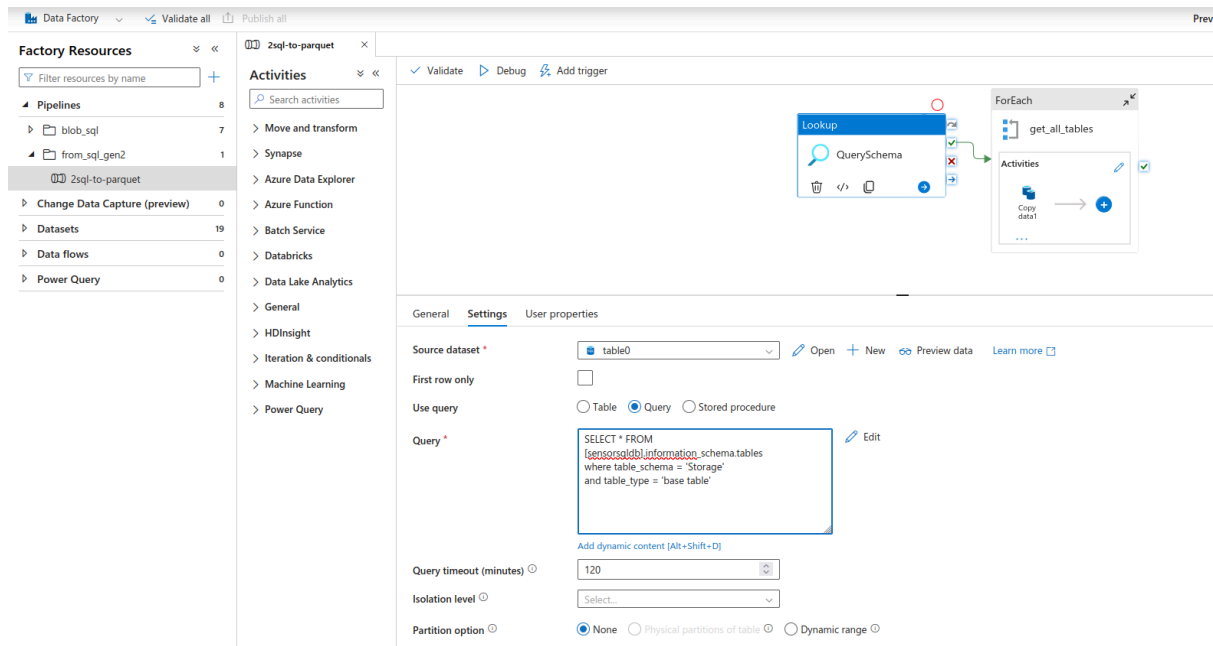 Data Factory
Validate all
Publish all
Prev
Factory Resources
Filter resources by name
Pipelines 8
blob_sql 7
from_sql_gen2 1
2sql-to-parquet
Change Data Capture (preview) 0
Datasets 19
Data flows 0
Power Query 0
2sql-to-parquet
Activities
Search activities
Move and transform
Synapse
Azure Data Explorer
Azure Function
Batch Service
Databricks
Data Lake Analytics
General
HDInsight
Iteration & conditionals
Machine Learning
Power Query
Validate Debug Add trigger
Lookup
QuerySchema
ForEach
get_all_tables
Activities
Copy
data1
...
General Settings User properties
Source dataset * table0 Open New Preview data Learn more
First row only
Use query Table Query Stored procedure
Query *
SELECT * FROM
[sensorsqldb].information_schema.tables
where table_schema = 'Storage'
and table_type = 'base table'
Edit
Add dynamic content [Alt+Shift+D]
Query timeout (minutes) 120
Isolation level Select...
Partition option None Physical partitions of table Dynamic range